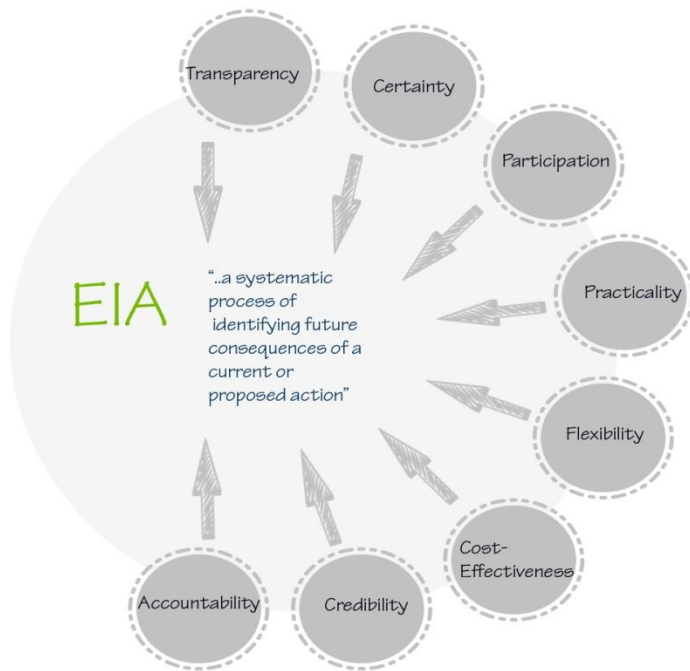 Transparency
Certainty
Participation
Practicality
Flexibility
Cost-
Effectiveness
Credibility
Accountability
EIA
"..a systematic
process of
identifying future
consequences of a
current or
proposed action"